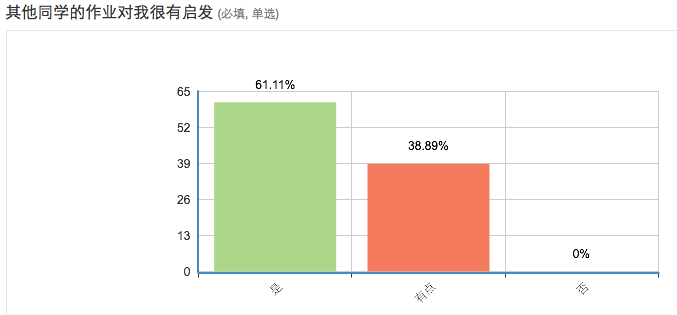 其他同学的作业对我很有启发 (必填, 单选)
61.11%
65
38.89%
52
39
26
13
0%
0
是
有点
否